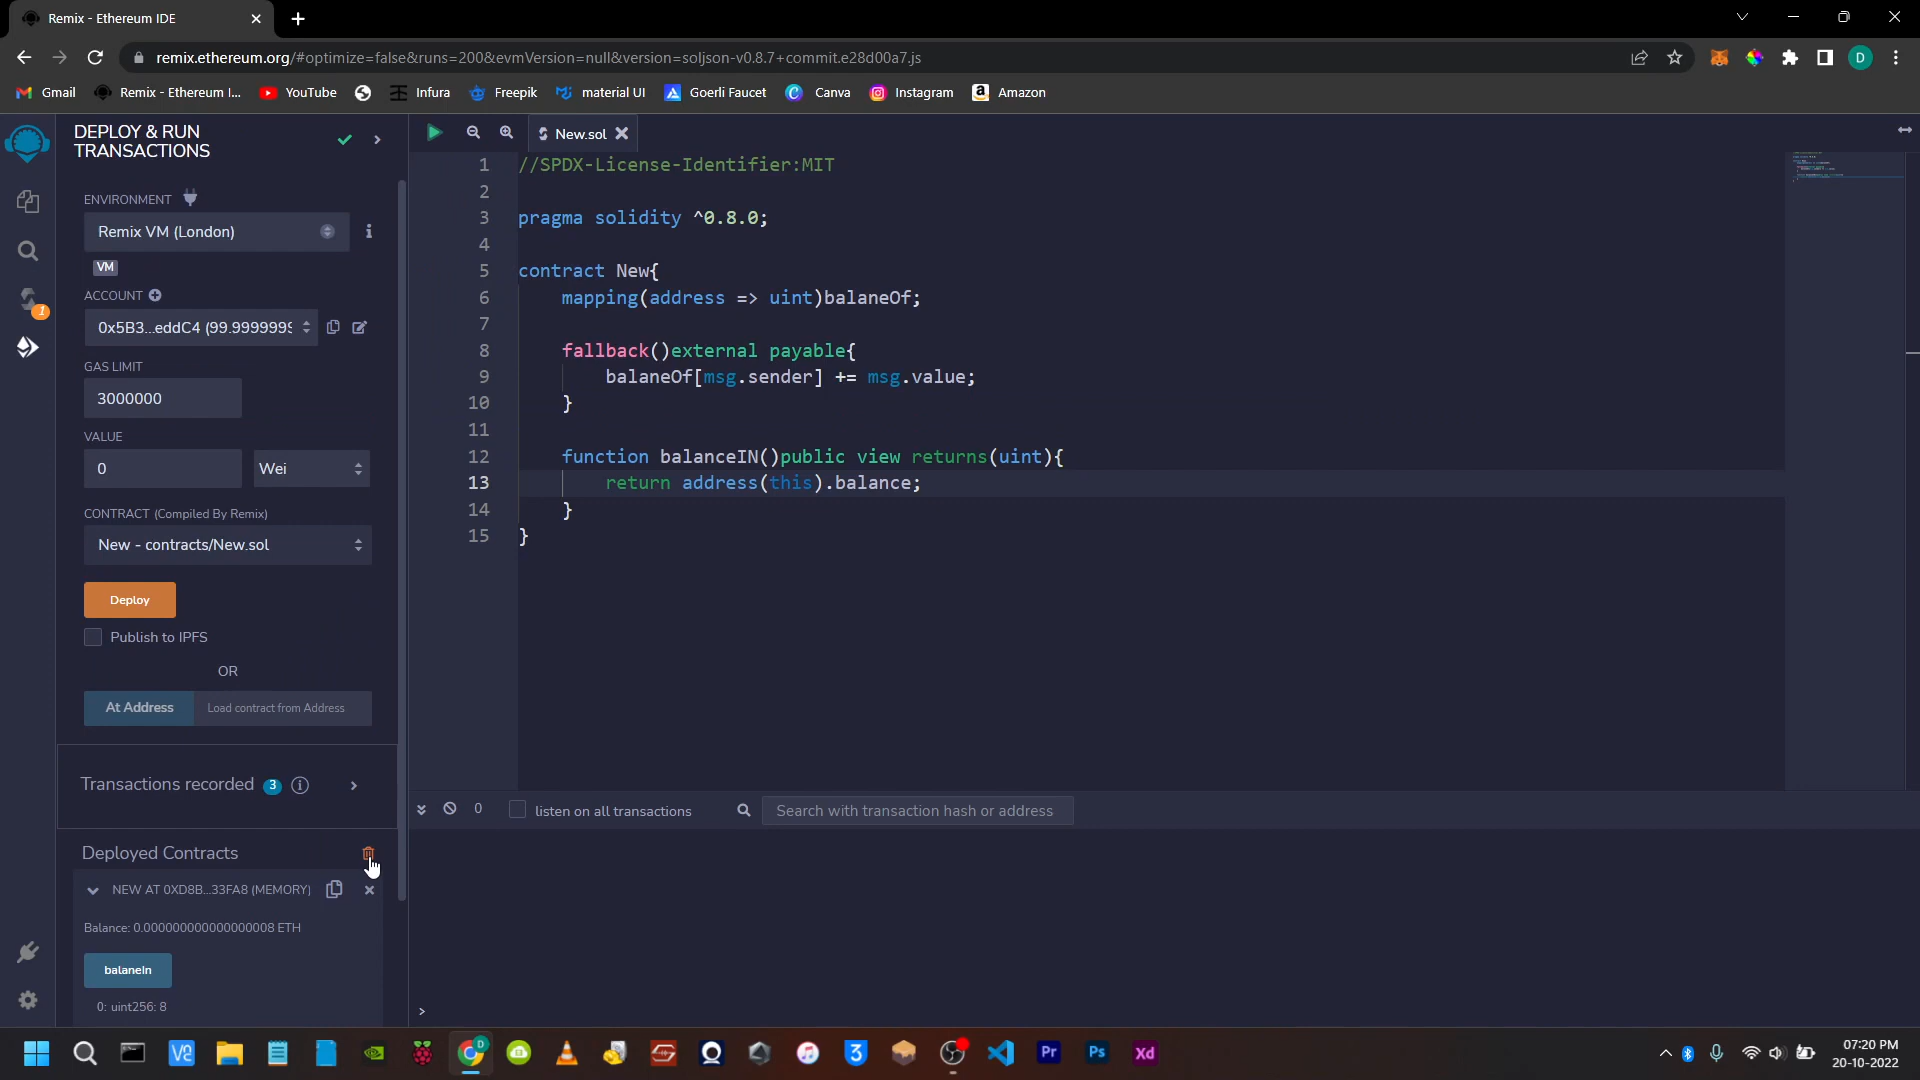 Remix - Ethereum IDE
remix.ethereum.org/#optimize=false&runs=200&evmVersion=null&version=soljson-v0.8.7+commit.e28d00a7.js
D
Gmail
Remix - Ethereum I...
YouTube
Infura
Freepik
material UI
Goerli Faucet
Canva
Instagram
Amazon
DEPLOY & RUN
TRANSACTIONS
ENVIRONMENT
Remix VM (London)
VM
ACCOUNT
0x5B3...eddC4 (99.9999999
GAS LIMIT
3000000
VALUE
0
Wei
CONTRACT (Compiled By Remix)
New - contracts/New.sol
Deploy
Publish to IPFS
OR
At Address
Load contract from Address
Transactions recorded 3
Deployed Contracts
NEW AT 0XD8B...33FA8 (MEMORY)
Balance: 0.000000000000000008 ETH
balaneIn
0: uint256: 8
1
New.sol
1 //SPDX-License-Identifier:MIT
2
3 pragma solidity ^0.8.0;
4
5 contract New{
6 mapping(address => uint)balaneOf;
7
8 fallback()external payable{
9 balaneOf[msg.sender] += msg.value;
10 }
11
12 function balanceIN()public view returns(uint){
13 return address(this).balance;
14 }
15 }
0
listen on all transactions
Search with transaction hash or address
>
D
3
Pr
Ps
Xd
07:20 PM
20-10-2022